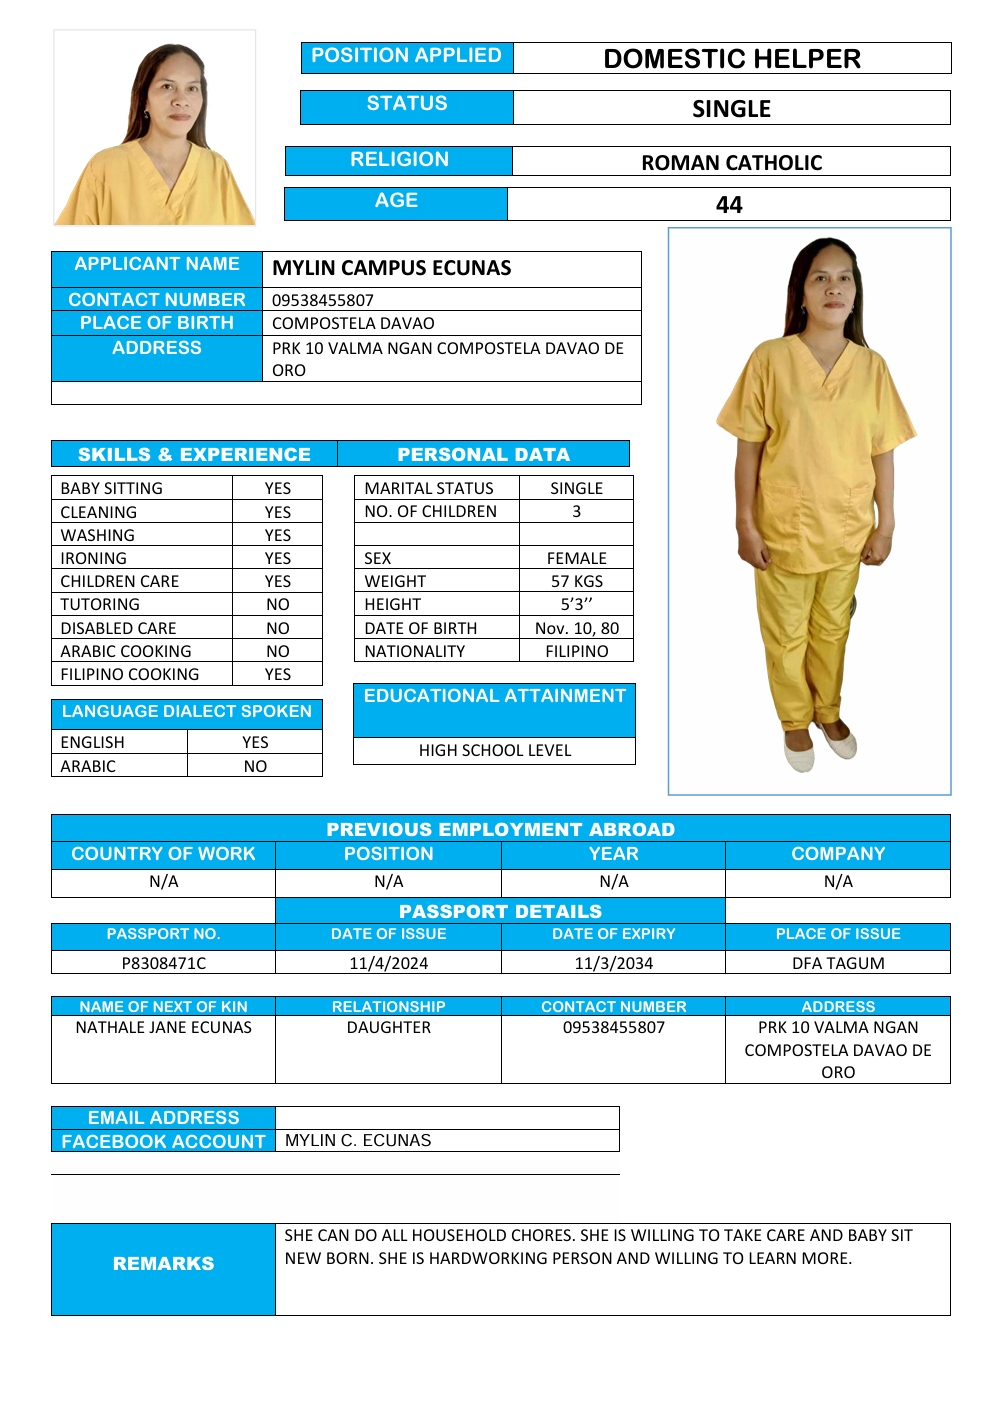 POSITION APPLIED DOMESTIC HELPER
STATUS SINGLE
RELIGION ROMAN CATHOLIC
AGE 44
APPLICANT NAME MYLIN CAMPUS ECUNAS
CONTACT NUMBER 09538455807
PLACE OF BIRTH COMPOSTELA DAVAO
ADDRESS PRK 10 VALMA NGAN COMPOSTELA DAVAO DE
ORO
SKILLS & EXPERIENCE PERSONAL DATA
BABY SITTING YES
CLEANING YES
WASHING YES
IRONING YES
CHILDREN CARE YES
TUTORING NO
DISABLED CARE NO
ARABIC COOKING NO
FILIPINO COOKING YES
MARITAL STATUS SINGLE
NO. OF CHILDREN 3
SEX FEMALE
WEIGHT 57 KGS
HEIGHT 5’3’’
DATE OF BIRTH Nov. 10, 80
NATIONALITY FILIPINO
LANGUAGE DIALECT SPOKEN
ENGLISH YES
ARABIC NO
EDUCATIONAL ATTAINMENT
HIGH SCHOOL LEVEL
PREVIOUS EMPLOYMENT ABROAD
COUNTRY OF WORK POSITION YEAR COMPANY
N/A N/A N/A N/A
PASSPORT DETAILS
PASSPORT NO. DATE OF ISSUE DATE OF EXPIRY PLACE OF ISSUE
P8308471C 11/4/2024 11/3/2034 DFA TAGUM
NAME OF NEXT OF KIN RELATIONSHIP CONTACT NUMBER ADDRESS
NATHALE JANE ECUNAS DAUGHTER 09538455807 PRK 10 VALMA NGAN
COMPOSTELA DAVAO DE
ORO
EMAIL ADDRESS
FACEBOOK ACCOUNT MYLIN C. ECUNAS
REMARKS
SHE CAN DO ALL HOUSEHOLD CHORES. SHE IS WILLING TO TAKE CARE AND BABY SIT
NEW BORN. SHE IS HARDWORKING PERSON AND WILLING TO LEARN MORE.